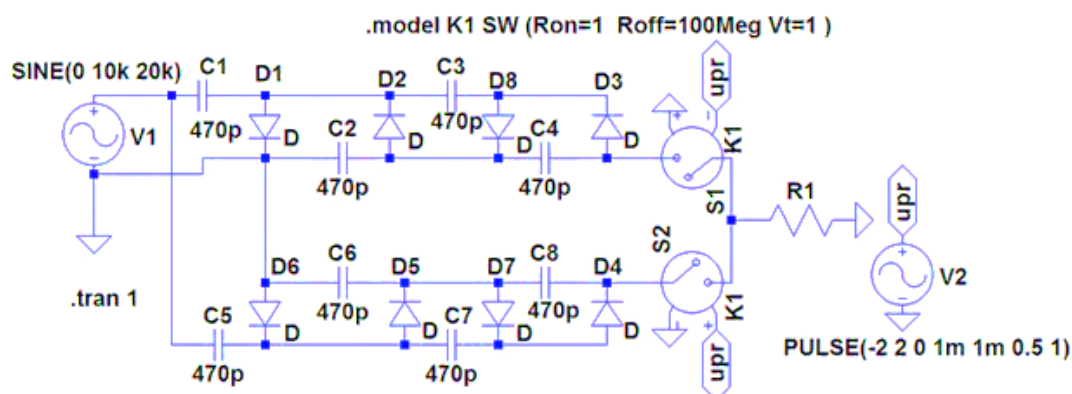 .model K1 SW (Ron=1 Roff=100Meg Vt=1 )
SINE(0 10k 20k)
C1
D1
D2
C3
D8
D3
upr
+
−
V1
470p
D
C2
D
470p
D
C4
D
K1
+
−
470p
470p
S1
R1
upr
S2
D6
C6
D5
D7
C8
D4
+
−
V2
.tran 1
C5
D
470p
D
C7
D
470p
D
K1
−
+
470p
470p
upr
PULSE(-2 2 0 1m 1m 0.5 1)